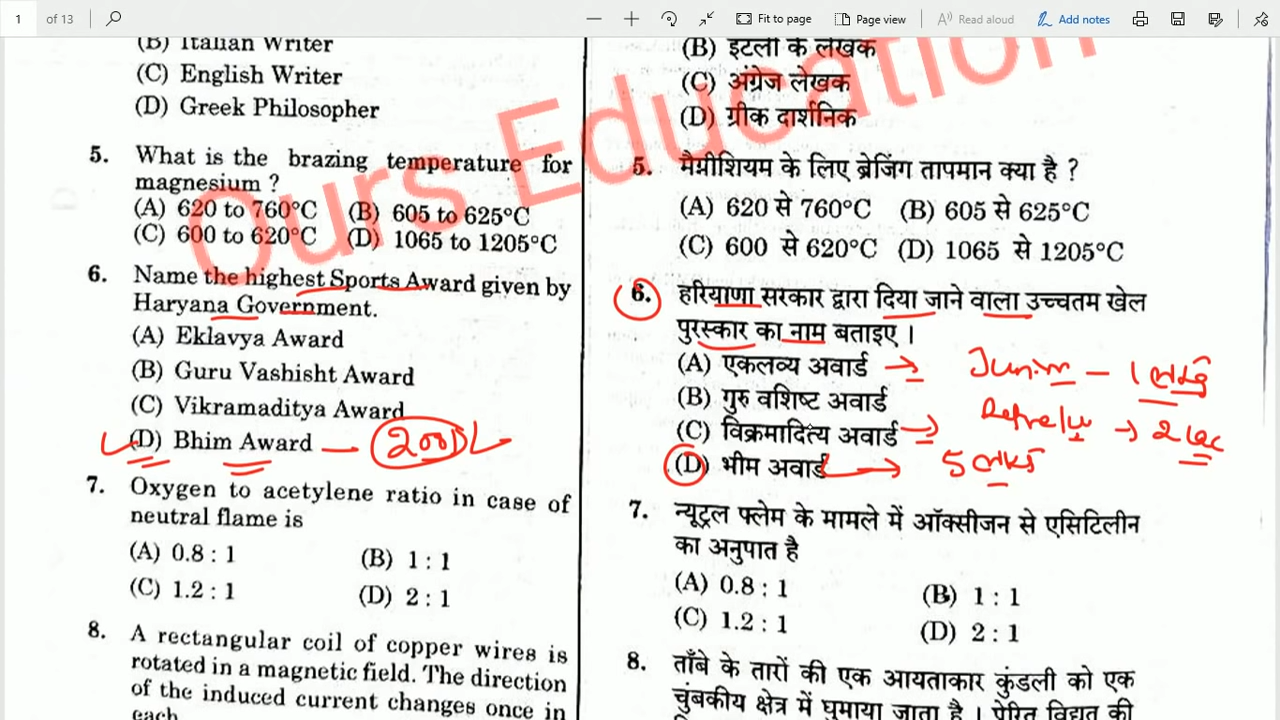 1 of 13
Fit to page
Page view
Read aloud
Add notes
(B) Italian Writer
(C) English Writer
(D) Greek Philosopher
5. What is the brazing temperature for
magnesium ?
(A) 620 to 760°C (B) 605 to 625°C
(C) 600 to 620°C (D) 1065 to 1205°C
6. Name the highest Sports Award given by
Haryana Government.
(A) Eklavya Award
(B) Guru Vashisht Award
(C) Vikramaditya Award
(D) Bhim Award
7. Oxygen to acetylene ratio in case of
neutral flame is
(A) 0.8 : 1 (B) 1 : 1
(C) 1.2 : 1 (D) 2 : 1
8. A rectangular coil of copper wires is
rotated in a magnetic field. The direction
of the induced current changes once in
each
(B) इटली के लेखक
(C) अंग्रेज लेखक
(D) ग्रीक दार्शनिक
5. मैग्नीशियम के लिए ब्रेजिंग तापमान क्या है ?
(A) 620 से 760°C (B) 605 से 625°C
(C) 600 से 620°C (D) 1065 से 1205°C
6. हरियाणा सरकार द्वारा दिया जाने वाला उच्चतम खेल
पुरस्कार का नाम बताइए ।
(A) एकलव्य अवार्ड
(B) गुरु वशिष्ट अवार्ड
(C) विक्रमादित्य अवार्ड
(D) भीम अवार्ड 5 लाख
7. न्यूट्रल फ्लेम के मामले में ऑक्सीजन से एसिटिलीन
का अनुपात है
(A) 0.8 : 1 (B) 1 : 1
(C) 1.2 : 1 (D) 2 : 1
8. ताँबे के तारों की एक आयताकार कुंडली को एक
चुंबकीय क्षेत्र में घुमाया जाता है । प्रेरित विद्युत की
Ours Education